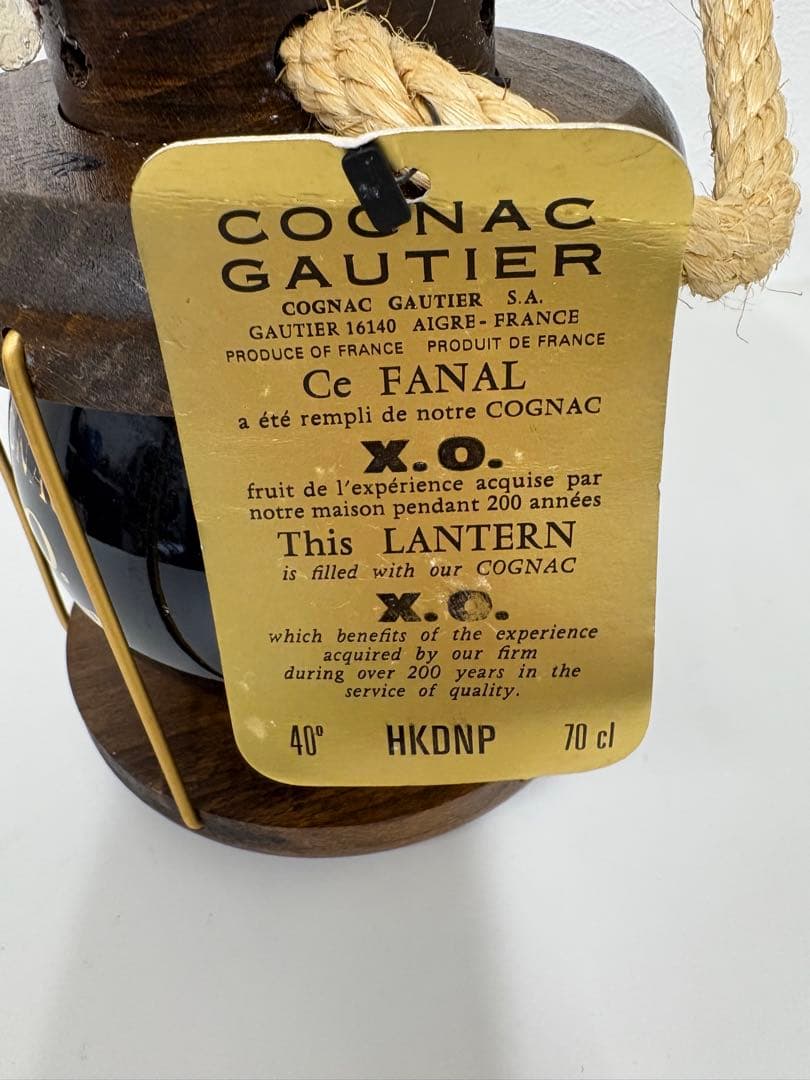 COGNAC
GAUTIER
COGNAC GAUTIER S.A.
GAUTIER 16140 AIGRE - FRANCE
PRODUCE OF FRANCE PRODUIT DE FRANCE
Ce FANAL
a été rempli de notre COGNAC
X.O.
fruit de l'expérience acquise par
notre maison pendant 200 années
This LANTERN
is filled with our COGNAC
X.O.
which benefits of the experience
acquired by our firm
during over 200 years in the
service of quality.
40° HKDNP 70 cl